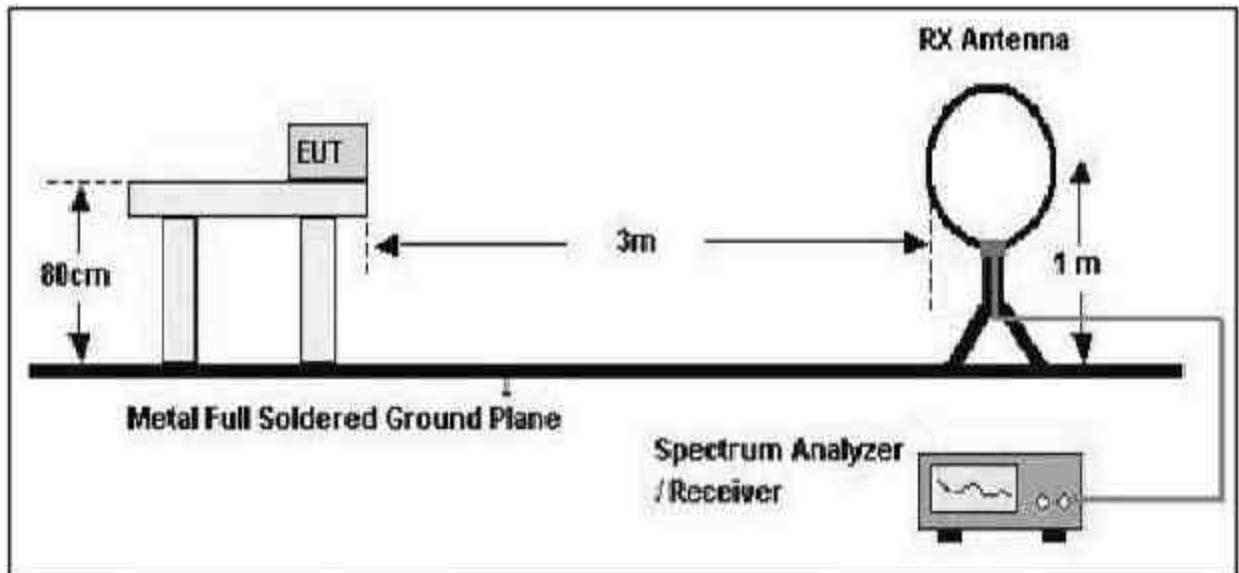 RX Antenna
EUT
3m
80cm
1 m
Metal Full Soldered Ground Plane
Spectrum Analyzer
/ Receiver